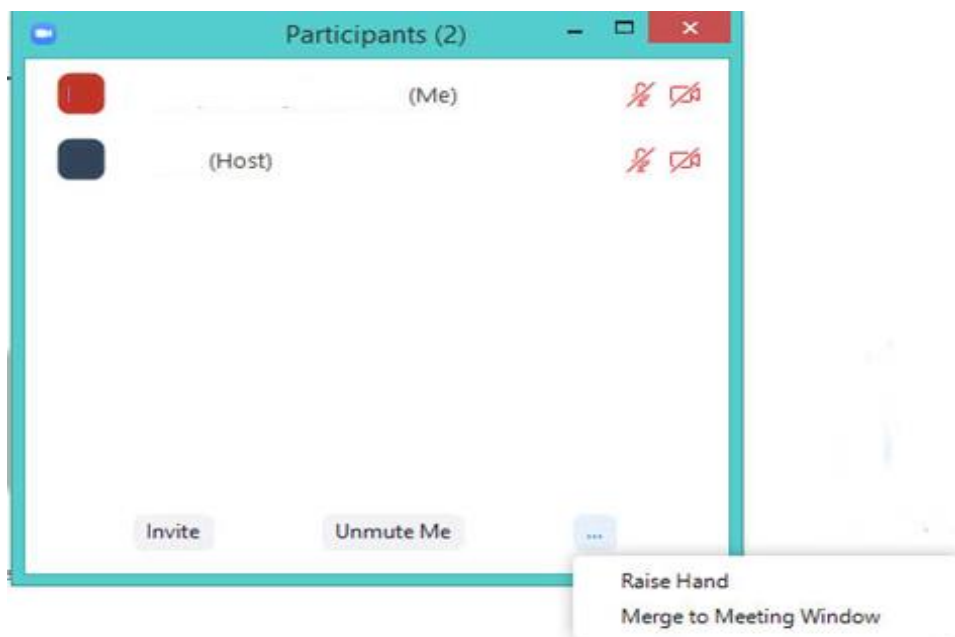 Participants (2)
(Me)
(Host)
Invite Unmute Me ...
Raise Hand
Merge to Meeting Window